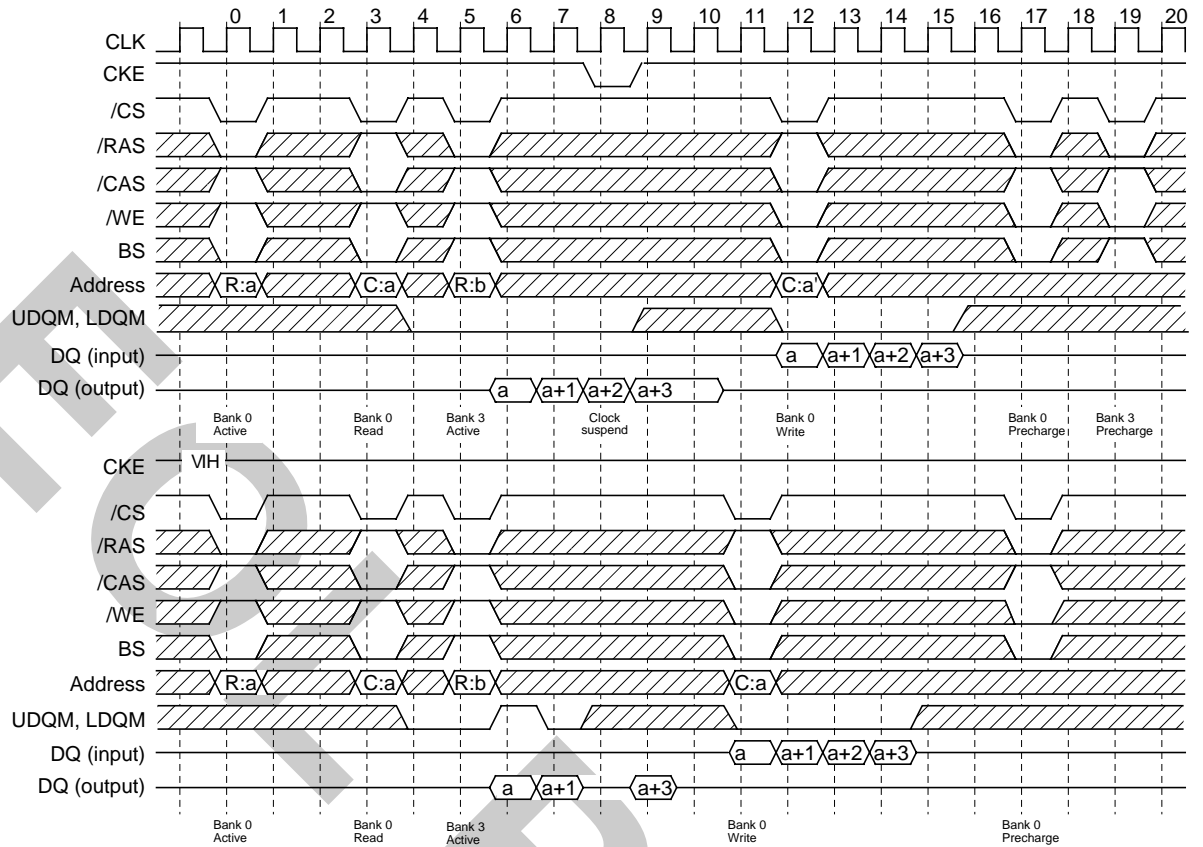 0 1 2 3 4 5 6 7 8 9 10 11 12 13 14 15 16 17 18 19 20
CLK
CKE
/CS
/RAS
/CAS
/WE
BS
Address R:a C:a R:b C:a'
UDQM, LDQM
DQ (input) a a+1 a+2 a+3
DQ (output) a a+1 a+2 a+3
Bank 0 Active Bank 0 Read Bank 3 Active Clock suspend Bank 0 Write Bank 0 Precharge Bank 3 Precharge
CKE VIH
/CS
/RAS
/CAS
/WE
BS
Address R:a C:a R:b C:a
UDQM, LDQM
DQ (input) a a+1 a+2 a+3
DQ (output) a a+1 a+3
Bank 0 Active Bank 0 Read Bank 3 Active Bank 0 Write Bank 0 Precharge